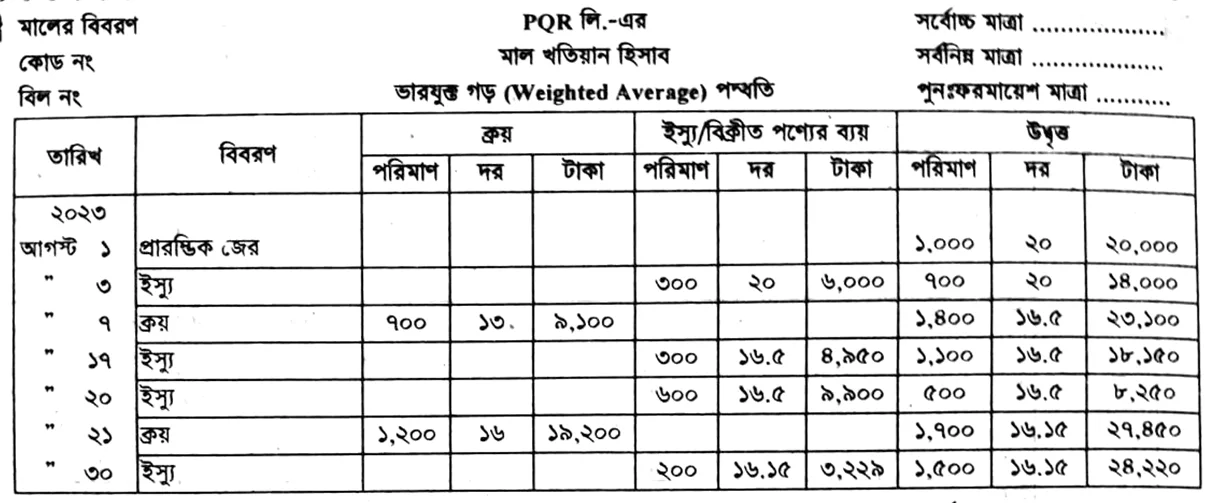 মালের বিবরণ PQR লি.-এর সর্বোচ্চ মাত্রা ...................
কোড নং মাল খতিয়ান হিসাব সর্বনিম্ন মাত্রা ...................
বিল নং ভারযুক্ত গড় (Weighted Average) পদ্ধতি পুনঃফরমায়েশ মাত্রা ...........
তারিখ বিবরণ ক্রয় ইস্যু/বিক্রীত পণ্যের ব্যয় উদ্বৃত্ত
পরিমাণ দর টাকা পরিমাণ দর টাকা পরিমাণ দর টাকা
২০২৩
আগস্ট ১ প্রারম্ভিক জের ১,০০০ ২০ ২০,০০০
" ৩ ইস্যু ৩০০ ২০ ৬,০০০ ৭০০ ২০ ১৪,০০০
" ৭ ক্রয় ৭০০ ১৩ ৯,১০০ ১,৪০০ ১৬.৫ ২৩,১০০
" ১৭ ইস্যু ৩০০ ১৬.৫ ৪,৯৫০ ১,১০০ ১৬.৫ ১৮,১৫০
" ২০ ইস্যু ৬০০ ১৬.৫ ৯,৯০০ ৫০০ ১৬.৫ ৮,২৫০
" ২১ ক্রয় ১,২০০ ১৬ ১৯,২০০ ১,৭০০ ১৬.১৫ ২৭,৪৫০
" ৩০ ইস্যু ২০০ ১৬.১৫ ৩,২২৯ ১,৫০০ ১৬.১৫ ২৪,২২০